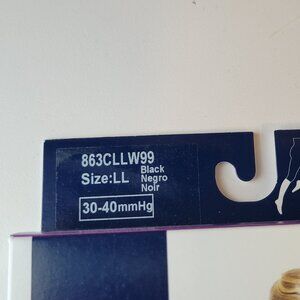 863CLLW99
Size:LL Black
Negro
Noir
30-40mmHg